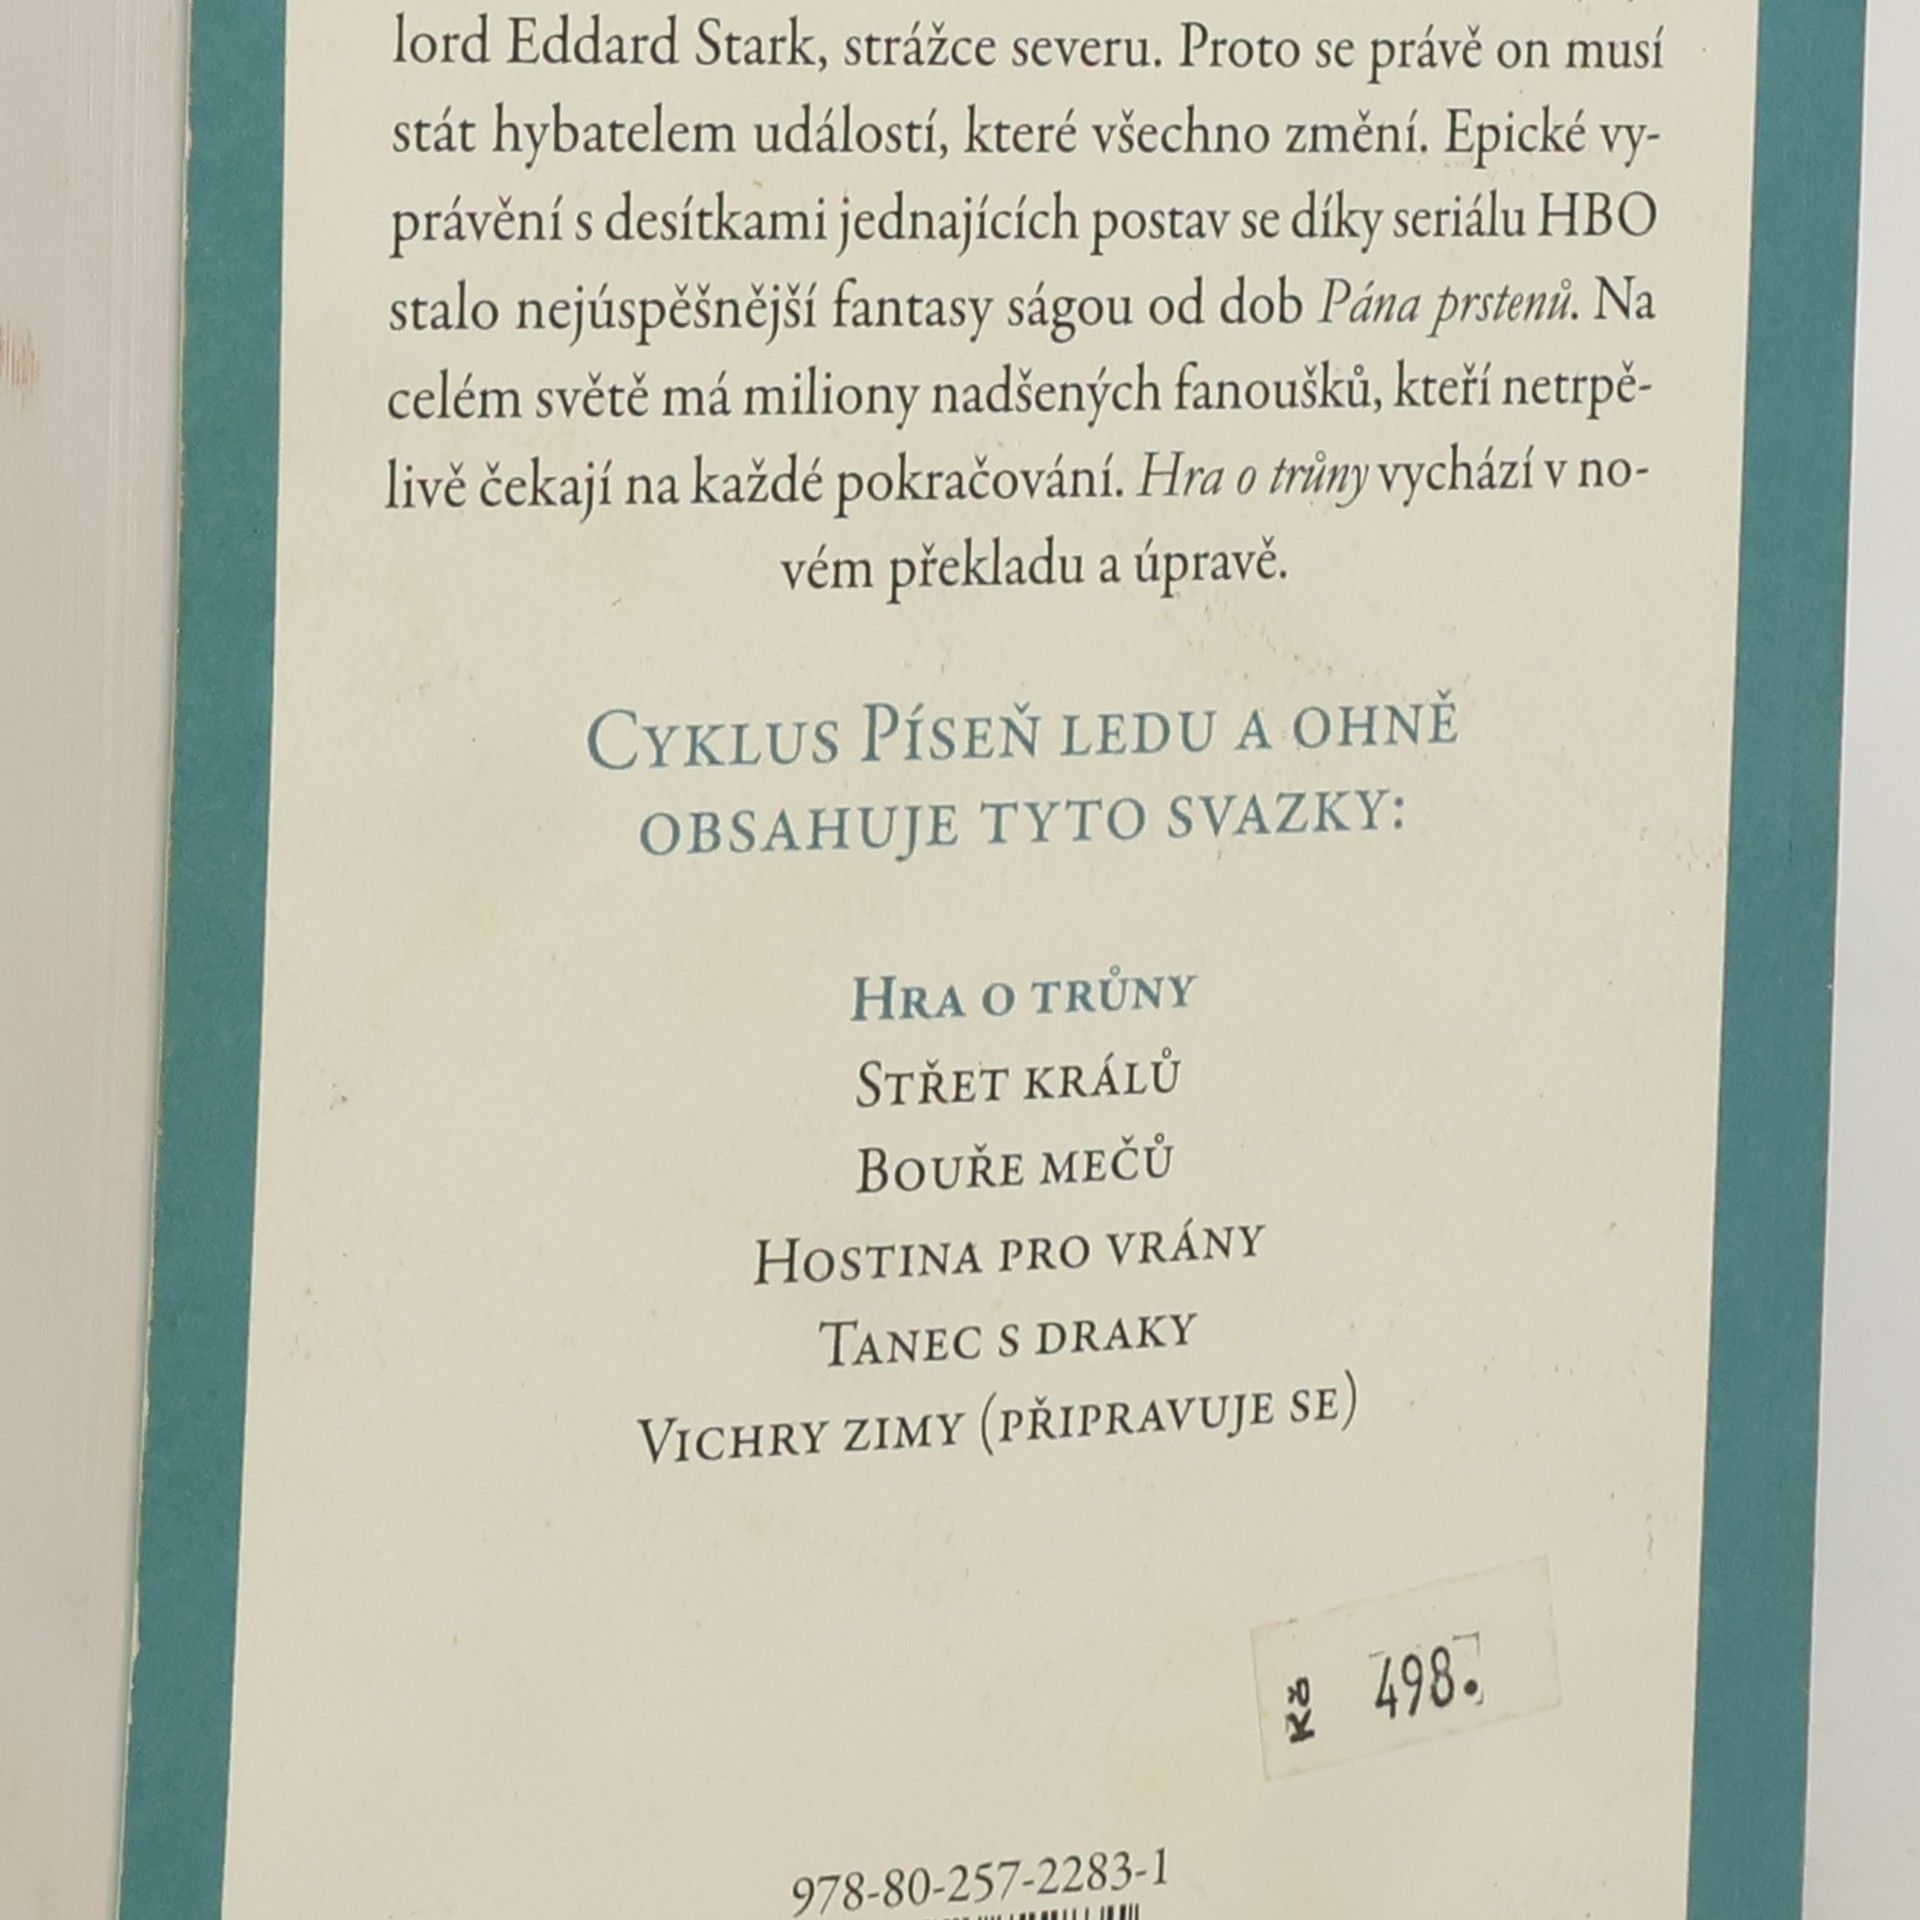 lord Eddard Stark, strážce severu. Proto se právě on musí
stát hybatelem událostí, které všechno změní. Epické vy-
právění s desítkami jednajících postav se díky seriálu HBO
stalo nejúspěšnější fantasy ságou od dob Pána prstenů. Na
celém světě má miliony nadšených fanoušků, kteří netrpě-
livě čekají na každé pokračování. Hra o trůny vychází v no-
vém překladu a úpravě.
Cyklus Píseň ledu a ohně
obsahuje tyto svazky:
Hra o trůny
Střet králů
Bouře mečů
Hostina pro vrány
Tanec s draky
Vichry zimy (připravuje se)
Kč 498.
978-80-257-2283-1